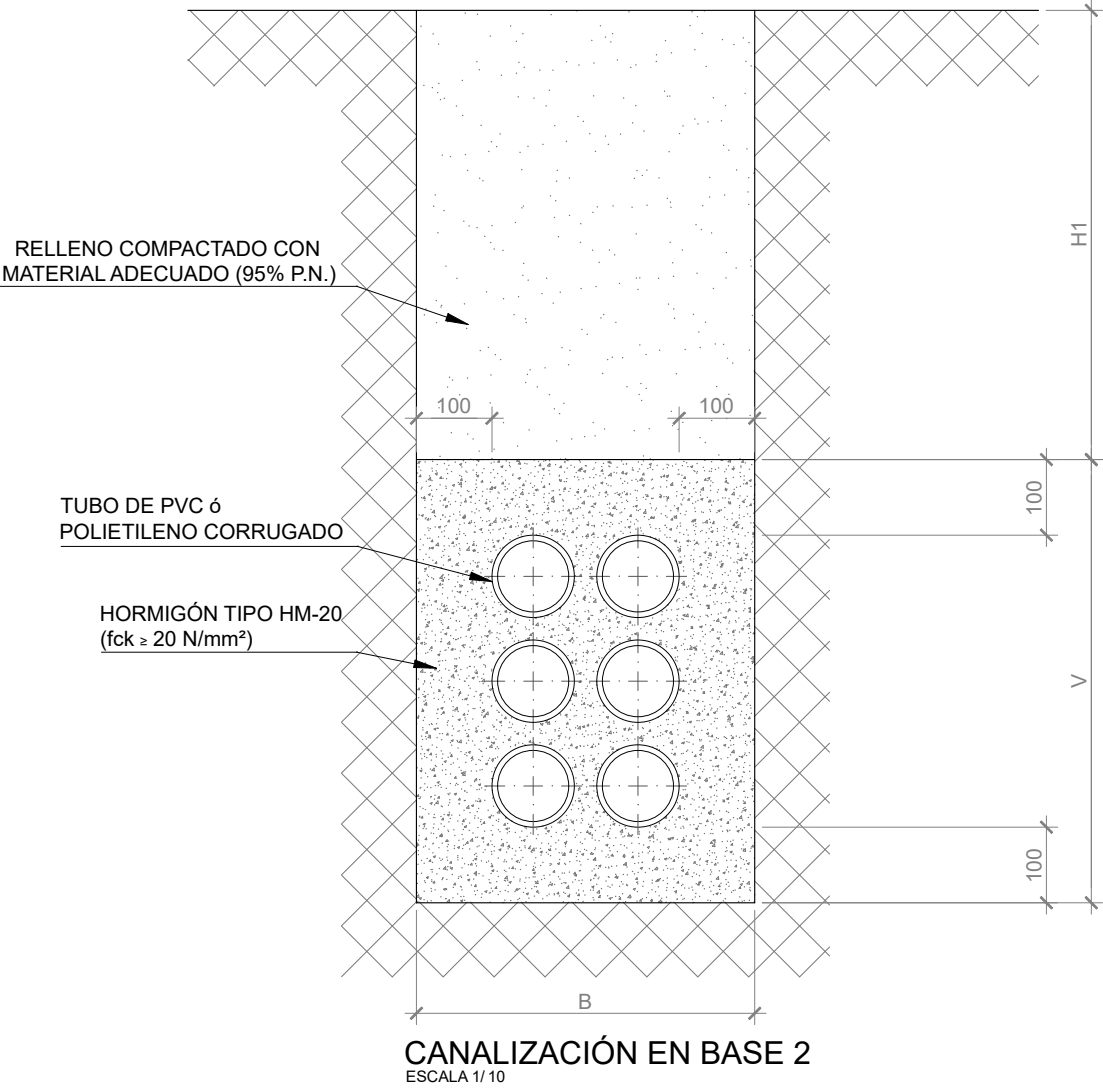 H1
RELLENO COMPACTADO CON
MATERIAL ADECUADO (95% P.N.)
100
100
100
TUBO DE PVC ó
POLIETILENO CORRUGADO
HORMIGÓN TIPO HM-20
(fck ≥ 20 N/mm²)
V
100
B
CANALIZACIÓN EN BASE 2
ESCALA 1/10